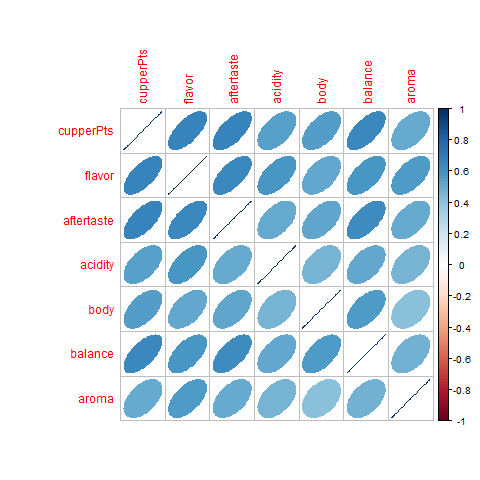 cupperPts
flavor
aftertaste
acidity
body
balance
aroma
cupperPts
flavor
aftertaste
acidity
body
balance
aroma
1
0.8
0.6
0.4
0.2
0
-0.2
-0.4
-0.6
-0.8
-1